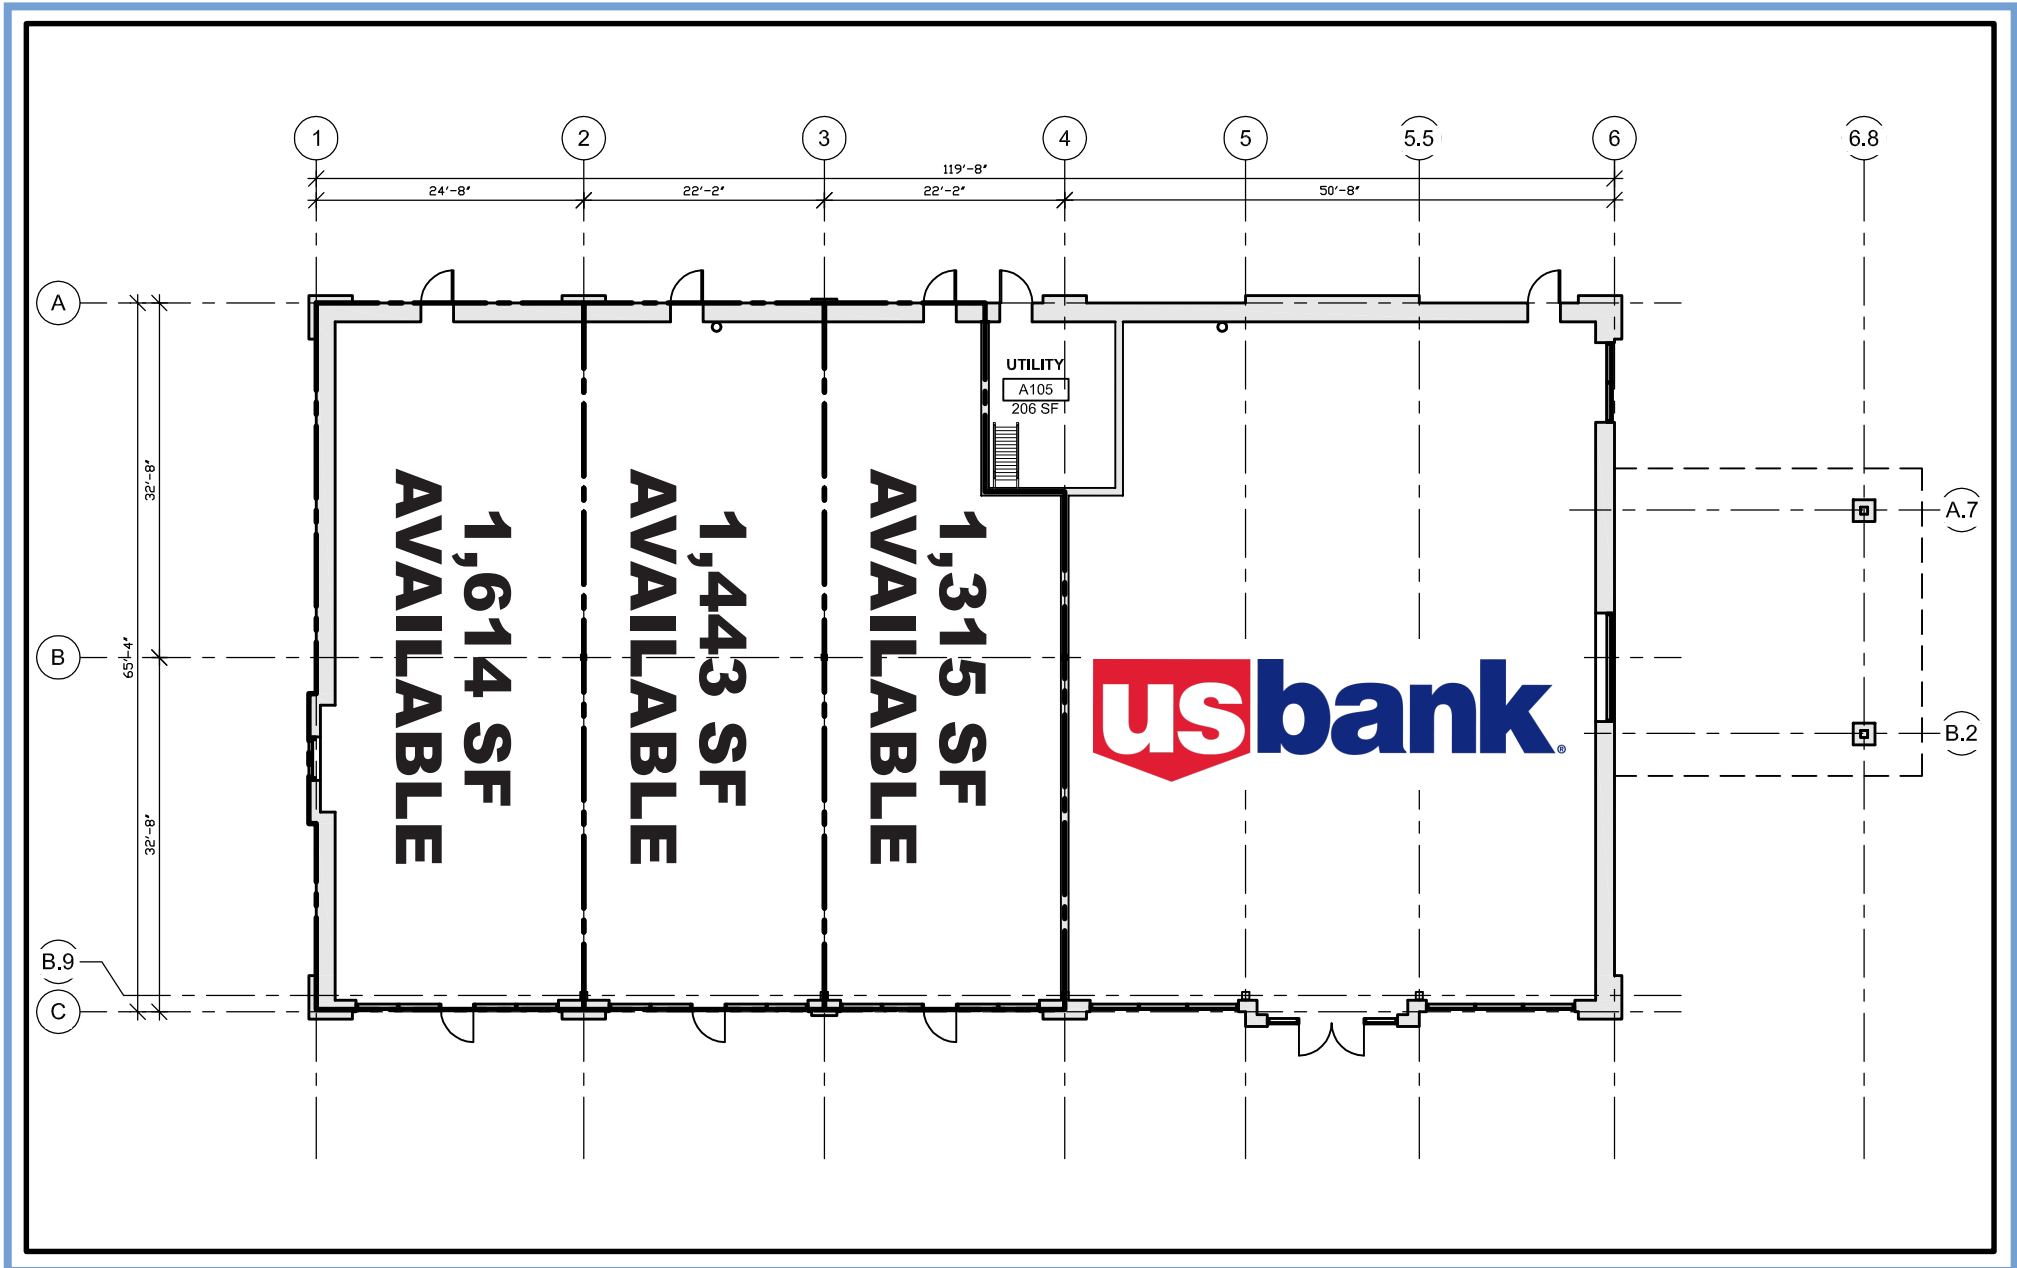 1
2
3
4
5
5.5
6
6.8
119'-8"
24'-8"
22'-2"
22'-2"
50'-8"
A
UTILITY
A105
206 SF
32'-8"
A.7
1,614 SF
AVAILABLE
1,443 SF
AVAILABLE
1,315 SF
AVAILABLE
B
65'-4"
usbank®
B.2
32'-8"
B.9
C